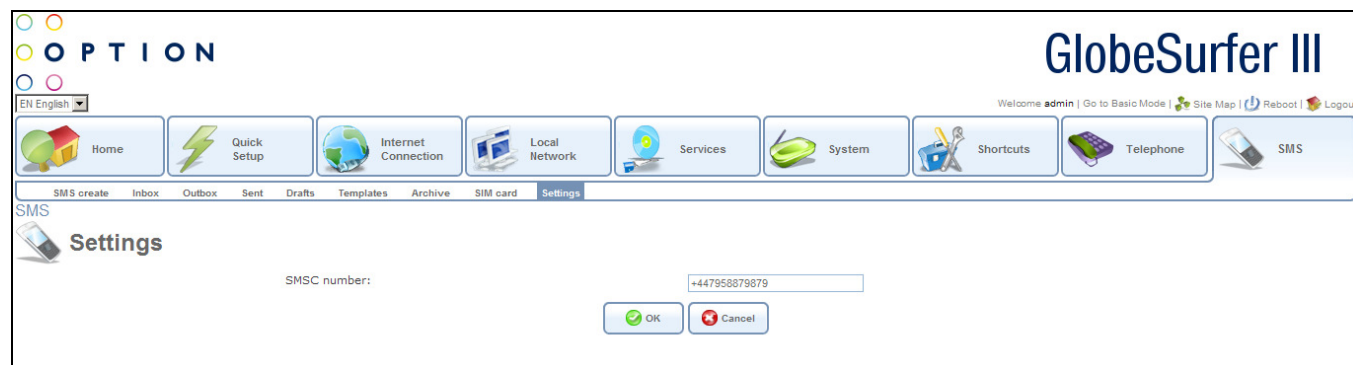 OPTION
GlobeSurfer III
EN English
Welcome admin | Go to Basic Mode | Site Map | Reboot | Logou
Home
Quick Setup
Internet Connection
Local Network
Services
System
Shortcuts
Telephone
SMS
SMS create Inbox Outbox Sent Drafts Templates Archive SIM card Settings
SMS
Settings
SMSC number: +447958879879
OK Cancel